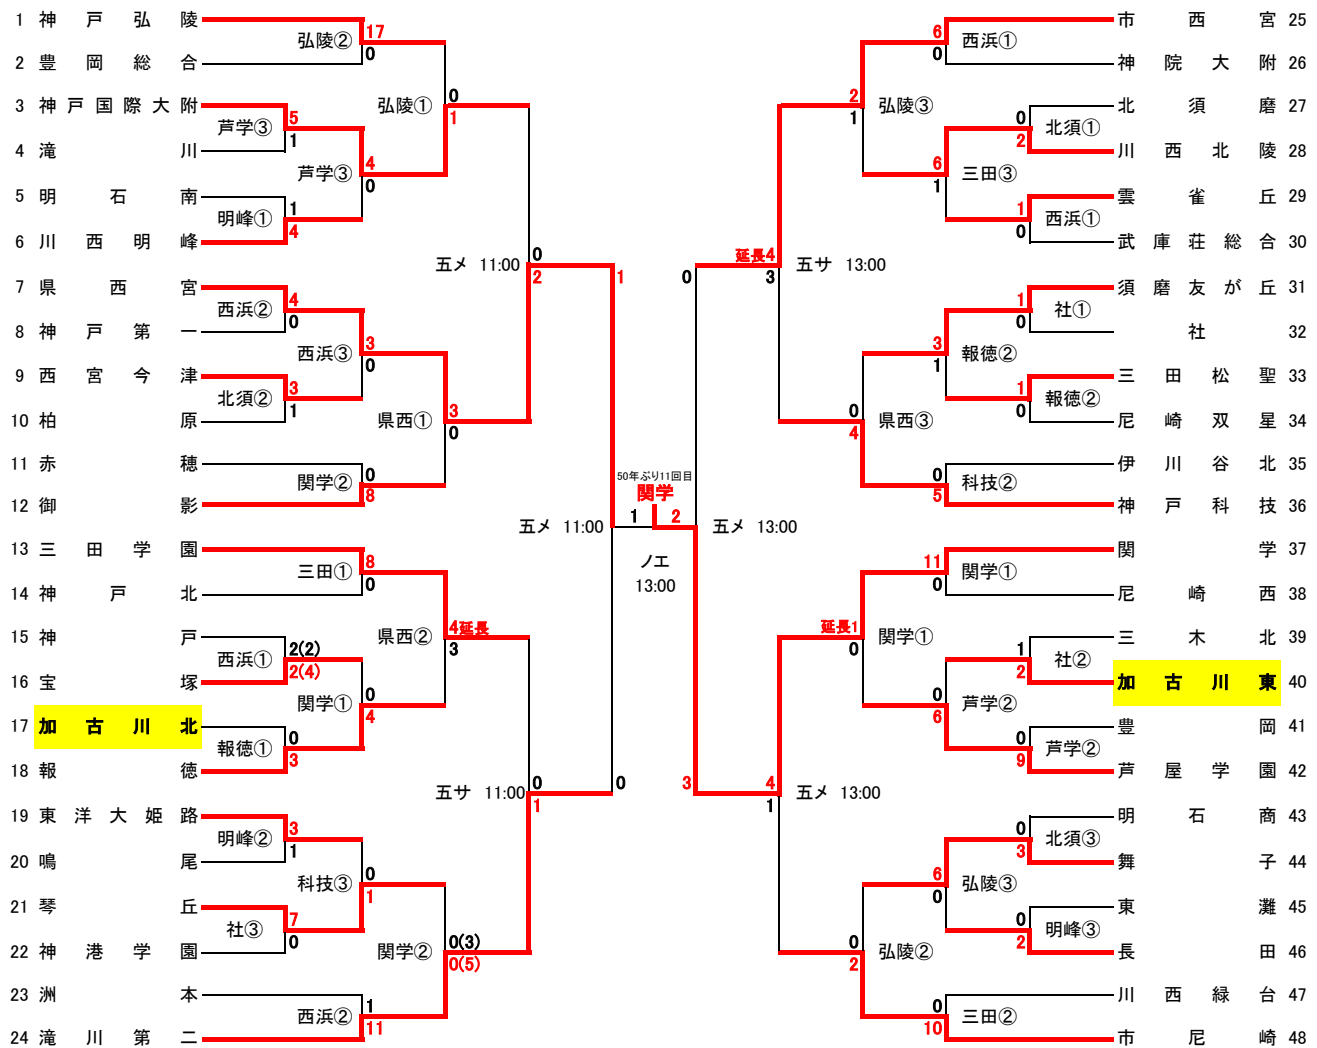 1 神戸弘陵
2 豊岡総合
3 神戸国際大附
4 滝川
5 明石南
6 川西明峰
7 県西宮
8 神戸第一
9 西宮今津
10 柏原
11 赤穂
12 御影
13 三田学園
14 神戸北
15 神戸
16 宝塚
17 加古川北
18 報徳
19 東洋大姫路
20 鳴尾
21 琴丘
22 神港学園
23 洲本
24 滝川第二
芦学③
5
1
明峰①
1
4
西浜②
4
0
北須②
3
1
西浜①
2(2)
2(4)
報徳①
0
3
明峰②
3
1
社③
7
0
弘陵②
17
0
芦学③
4
0
西浜③
3
0
関学②
0
8
三田①
8
0
関学①
0
4
科技③
0
1
西浜②
1
11
弘陵①
0
1
県西①
3
0
県西②
4延長
3
関学②
0(3)
0(5)
五メ 11:00
0
2
五サ 11:00
0
1
五メ 11:00
1
0
50年ぶり11回目
関学
1
2
ノエ
13:00
五メ 13:00
0
3
五サ 13:00
延長4
3
五メ 13:00
4
1
弘陵③
2
1
県西③
0
4
関学①
延長1
0
弘陵②
0
2
西浜①
6
0
三田③
6
1
報徳②
3
1
科技②
0
5
関学①
11
0
芦学②
0
6
弘陵③
6
0
三田②
0
10
北須①
0
2
西浜①
1
0
社①
1
0
報徳②
1
0
社②
1
2
芦学②
0
9
北須③
0
3
明峰③
0
2
市西宮 25
神院大附 26
北須磨 27
川西北陵 28
雲雀丘 29
武庫荘総合 30
須磨友が丘 31
社 32
三田松聖 33
尼崎双星 34
伊川谷北 35
神戸科技 36
関学 37
尼崎西 38
三木北 39
加古川東 40
豊岡 41
芦屋学園 42
明石商 43
舞子 44
東灘 45
長田 46
川西緑台 47
市尼崎 48